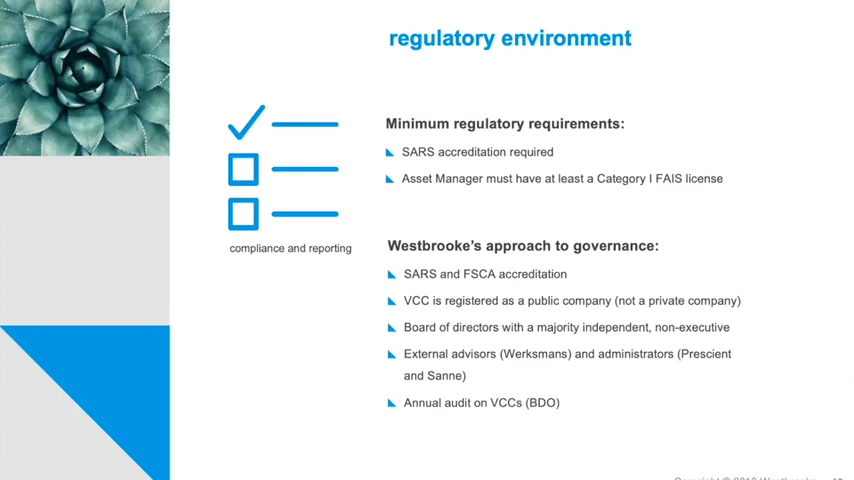 regulatory environment
Minimum regulatory requirements:
SARS accreditation required
Asset Manager must have at least a Category I FAIS license
compliance and reporting
Westbrooke’s approach to governance:
SARS and FSCA accreditation
VCC is registered as a public company (not a private company)
Board of directors with a majority independent, non-executive
External advisors (Werksmans) and administrators (Prescient
and Sanne)
Annual audit on VCCs (BDO)
Copyright ©